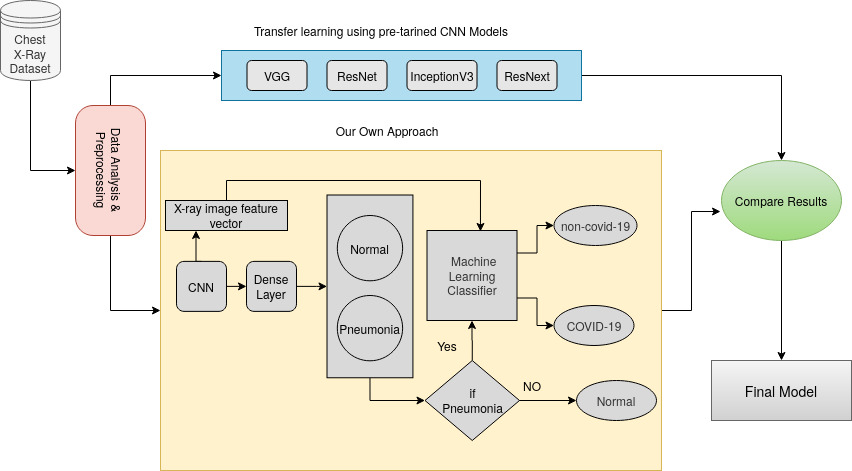 Chest
X-Ray
Dataset
Transfer learning using pre-tarined CNN Models
VGG
ResNet
InceptionV3
ResNext
Data Analysis &
Preprocessing
Our Own Approach
X-ray image feature
vector
CNN
Dense
Layer
Normal
Pneumonia
Machine
Learning
Classifier
non-covid-19
COVID-19
Yes
if
Pneumonia
NO
Normal
Compare Results
Final Model